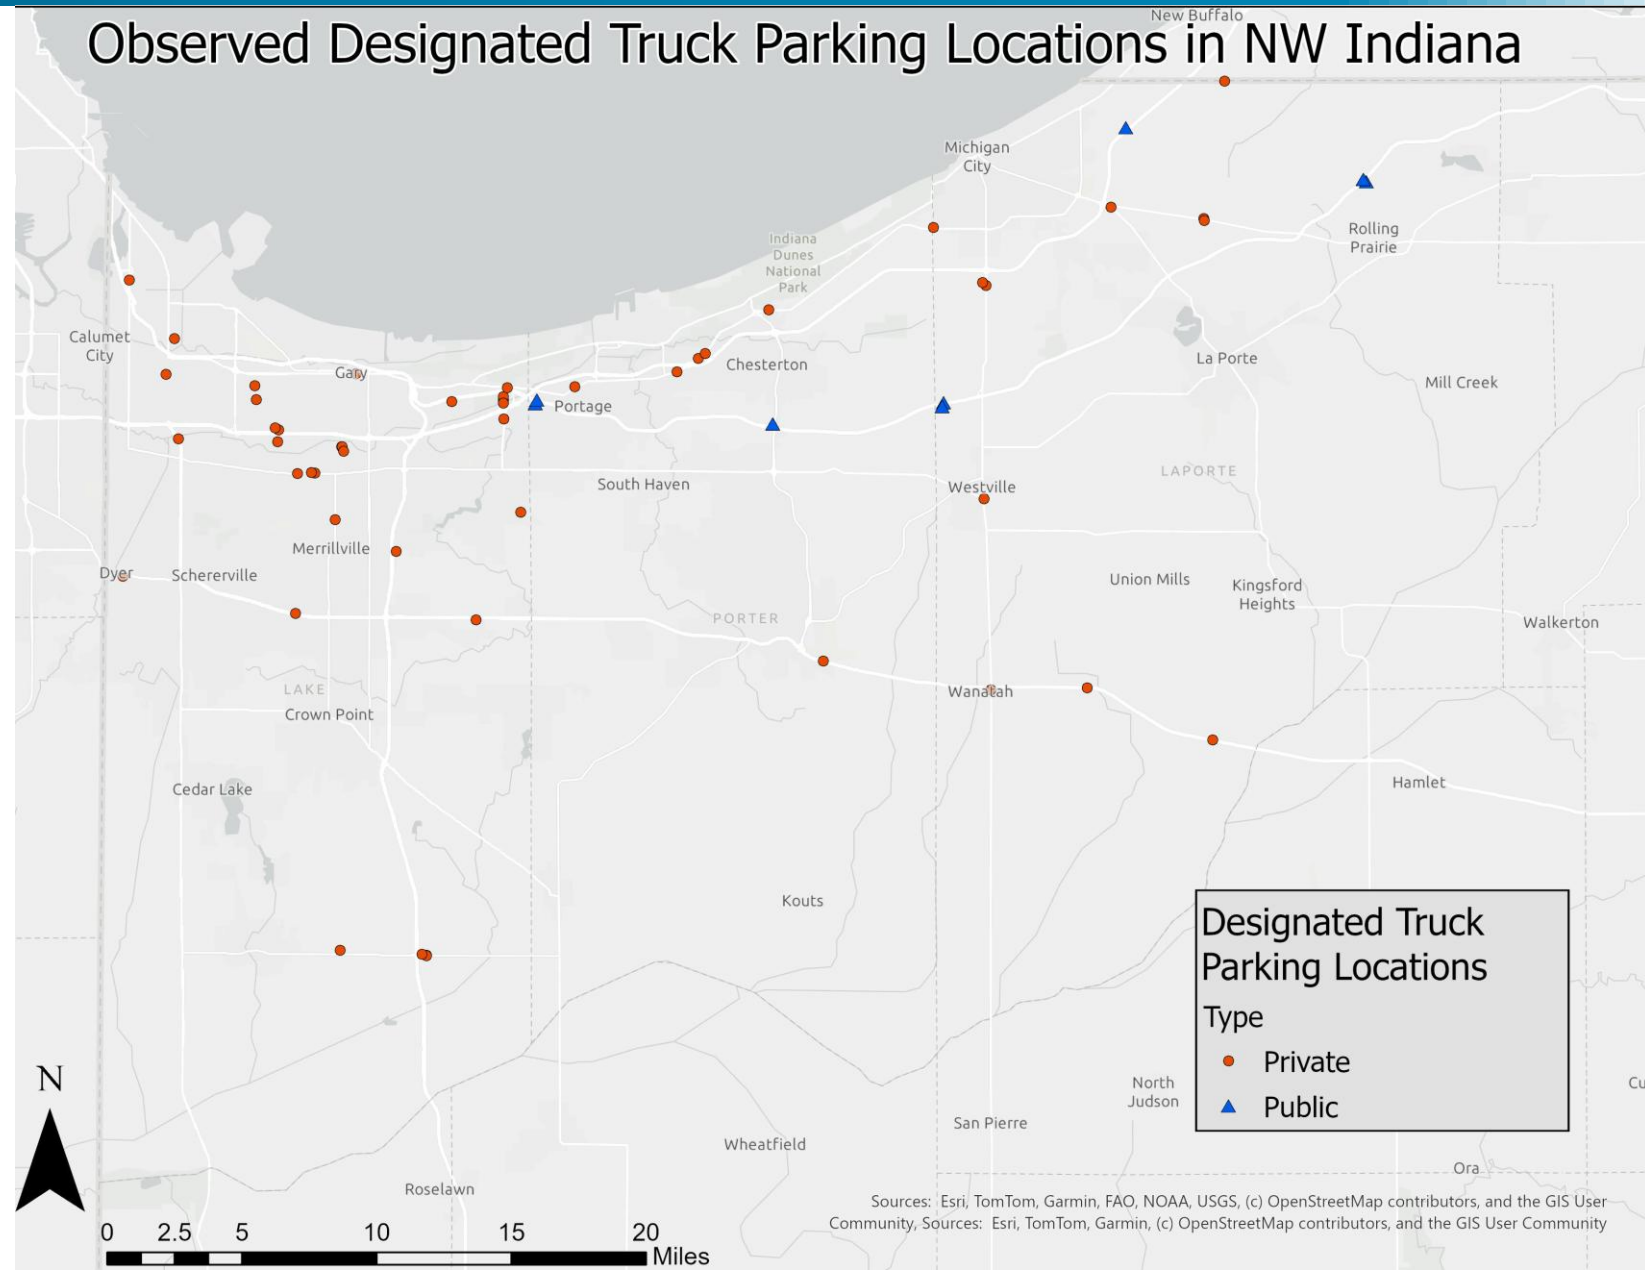 New Buffalo
Observed Designated Truck Parking Locations in NW Indiana
Michigan
City
Rolling
Prairie
Indiana
Dunes
National
Park
Calumet
City
Gary
Chesterton
La Porte
Mill Creek
Portage
LAPORTE
South Haven
Westville
Merrillville
Dyer
Schererville
Union Mills
Kingsford
Heights
PORTER
Walkerton
LAKE
Wanatah
Crown Point
Cedar Lake
Hamlet
Kouts
Designated Truck
Parking Locations
Type
Private
Public
N
North
Judson
San Pierre
Wheatfield
Ora
Roselawn
Sources: Esri, TomTom, Garmin, FAO, NOAA, USGS, (c) OpenStreetMap contributors, and the GIS User
Community, Sources: Esri, TomTom, Garmin, (c) OpenStreetMap contributors, and the GIS User Community
0 2.5 5 10 15 20
Miles